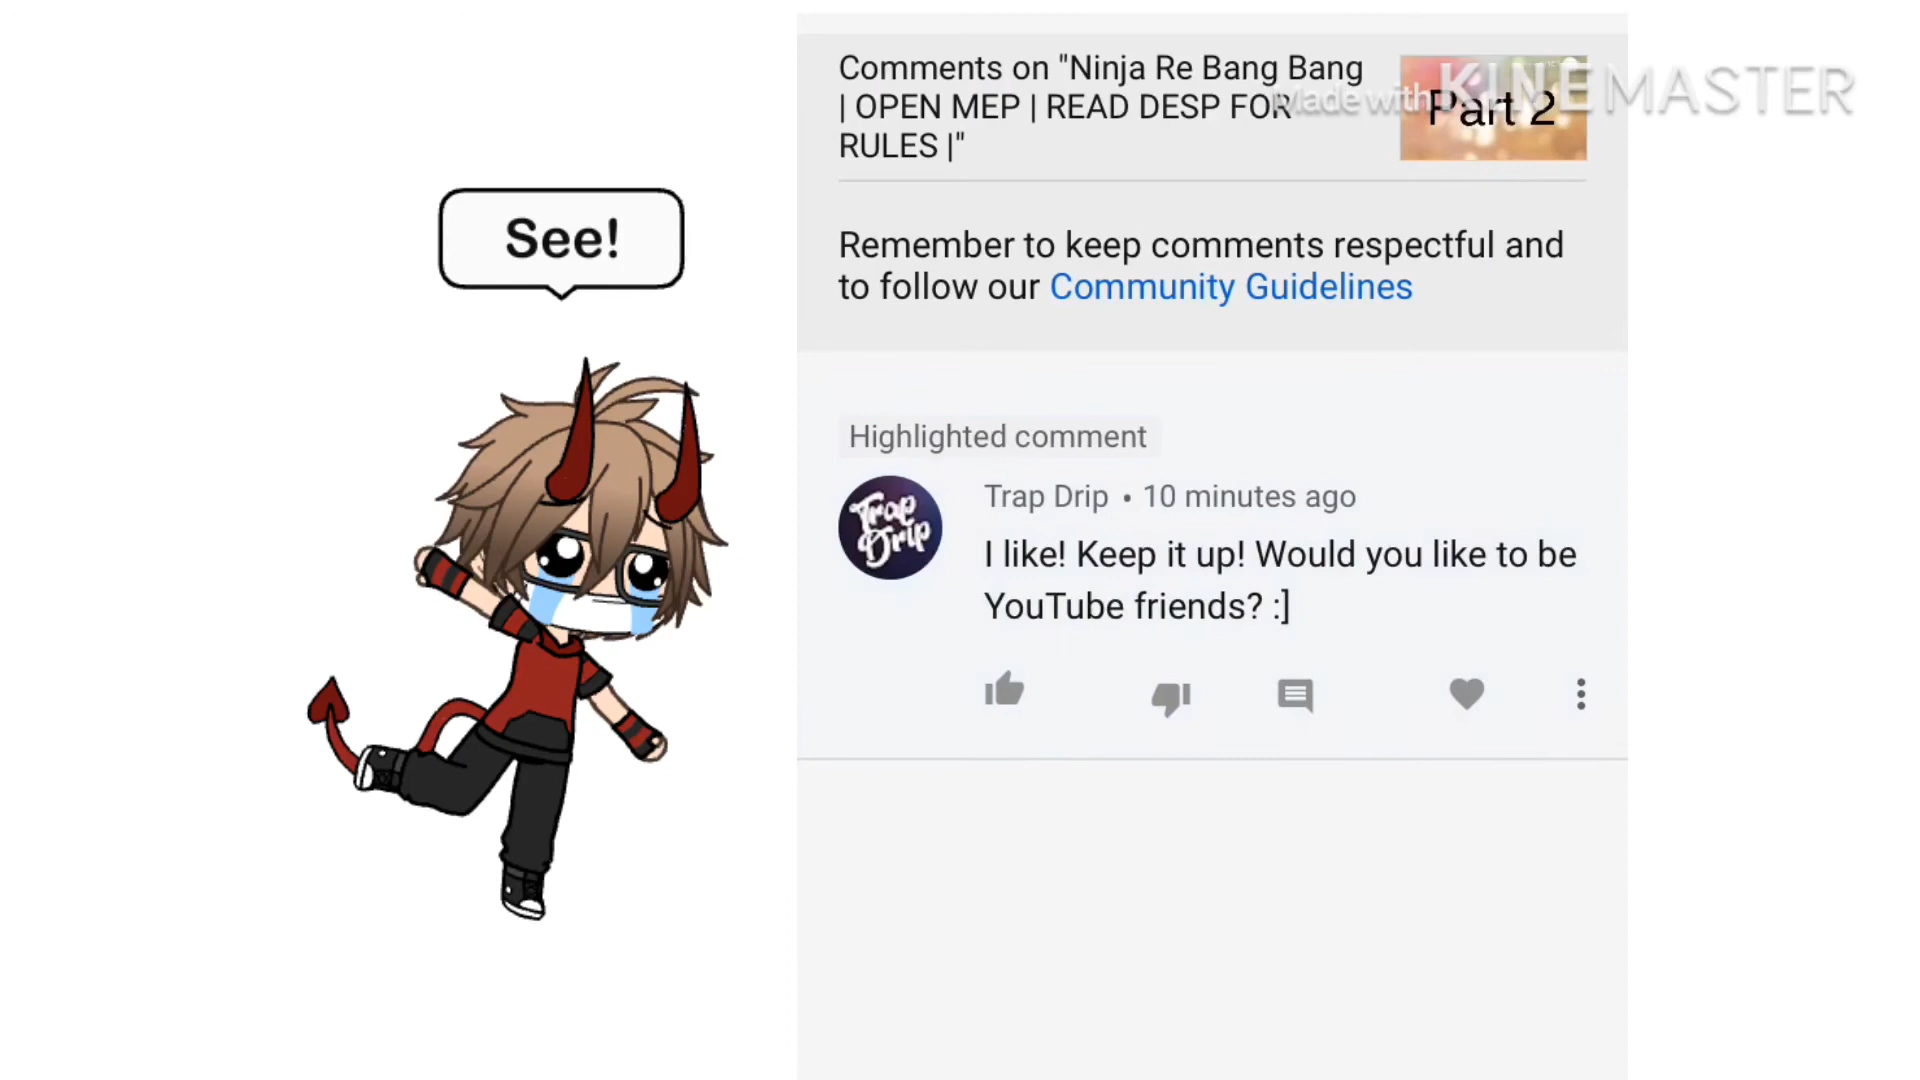 See!
Comments on "Ninja Re Bang Bang
| OPEN MEP | READ DESP FOR
RULES |"
Part 2
Made with KINEMASTER
Remember to keep comments respectful and
to follow our Community Guidelines
Highlighted comment
Trap Drip
Trap Drip • 10 minutes ago
I like! Keep it up! Would you like to be
YouTube friends? :]